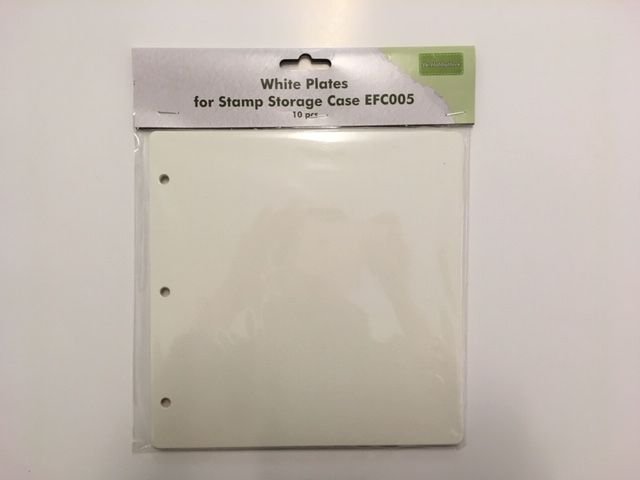 White Plates
for Stamp Storage Case EFC005
10 pcs